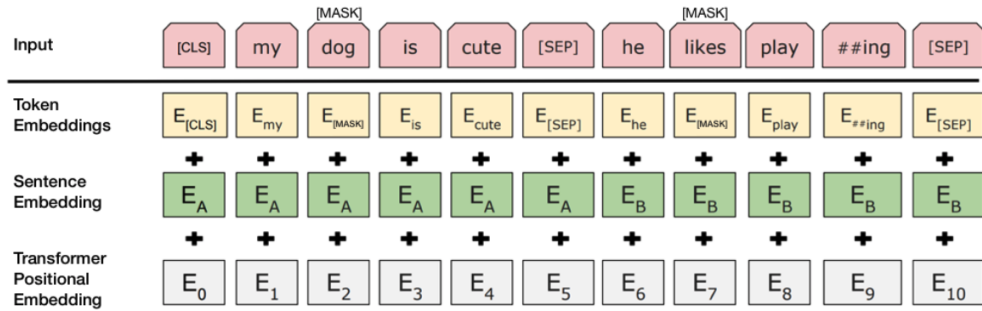 [MASK] [MASK]
Input [CLS] my dog is cute [SEP] he likes play ##ing [SEP]
Token
Embeddings
E[CLS] Emy E[MASK] Eis Ecute E[SEP] Ehe E[MASK] Eplay E##ing E[SEP]
+ + + + + + + + + + +
Sentence
Embedding
EA EA EA EA EA EA EB EB EB EB EB
+ + + + + + + + + + +
Transformer
Positional
Embedding
E0 E1 E2 E3 E4 E5 E6 E7 E8 E9 E10